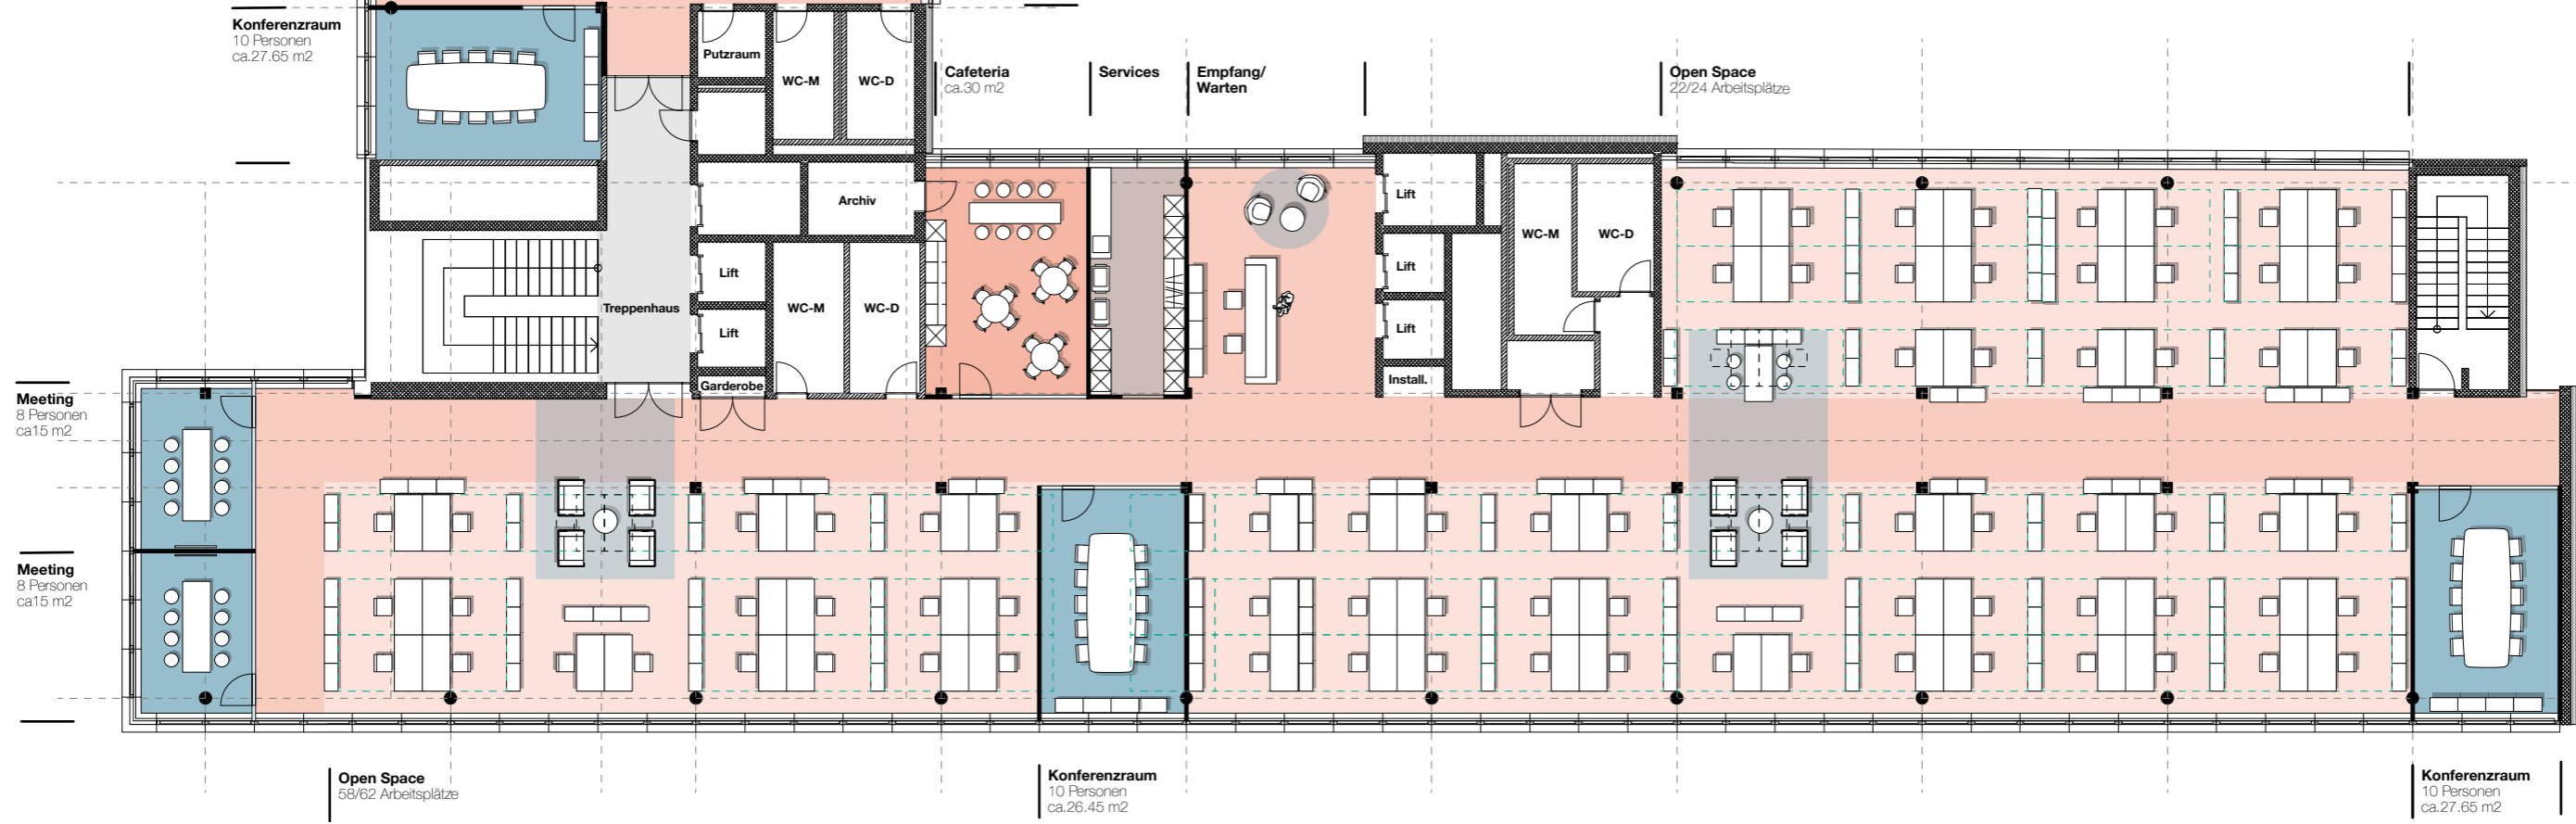 Konferenzraum
10 Personen
ca.27.65 m2
Putzraum
WC-M
WC-D
Cafeteria
ca.30 m2
Services
Empfang/
Warten
Open Space
22/24 Arbeitsplätze
Archiv
Lift
Lift
WC-M
WC-D
Treppenhaus
Garderobe
Lift
Lift
Lift
Install.
WC-M
WC-D
Meeting
8 Personen
ca15 m2
Meeting
8 Personen
ca15 m2
Open Space
58/62 Arbeitsplätze
Konferenzraum
10 Personen
ca.26.45 m2
Konferenzraum
10 Personen
ca.27.65 m2